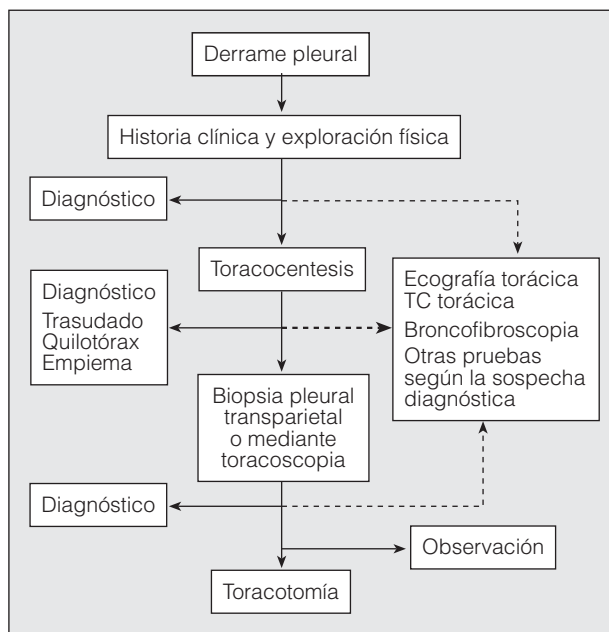 Derrame pleural
Historia clínica y exploración física
Diagnóstico
Toracocentesis
Diagnóstico
Trasudado
Quilotórax
Empiema
Ecografía torácica
TC torácica
Broncofibroscopia
Otras pruebas
según la sospecha
diagnóstica
Biopsia pleural
transparietal
o mediante
toracoscopia
Diagnóstico
Observación
Toracotomía